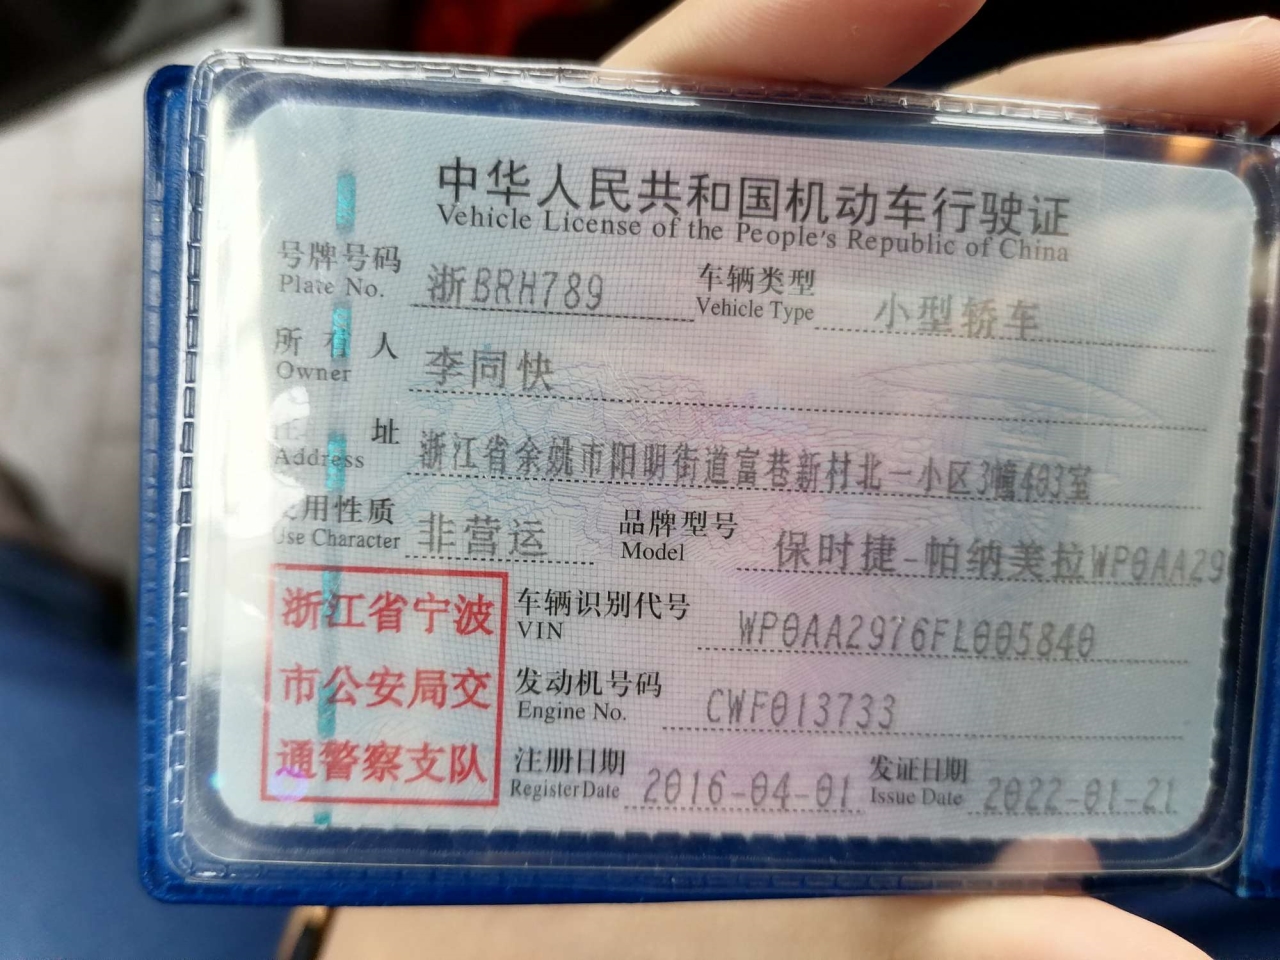 中华人民共和国机动车行驶证
Vehicle License of the People's Republic of China
号牌号码 浙BRH789 车辆类型 小型轿车
Plate No. Vehicle Type
所有人 李同快
Owner
址 浙江省余姚市阳明街道富巷新村北一小区3幢403室
Address
用性质 非营运 品牌型号 保时捷-帕纳美拉WP0AA29
Use Character Model
浙江省宁波
市公安局交
通警察支队
车辆识别代号 WP0AA2976FL005840
VIN
发动机号码 CWF013733
Engine No.
注册日期 2016-04-01 发证日期 2022-01-21
Register Date Issue Date